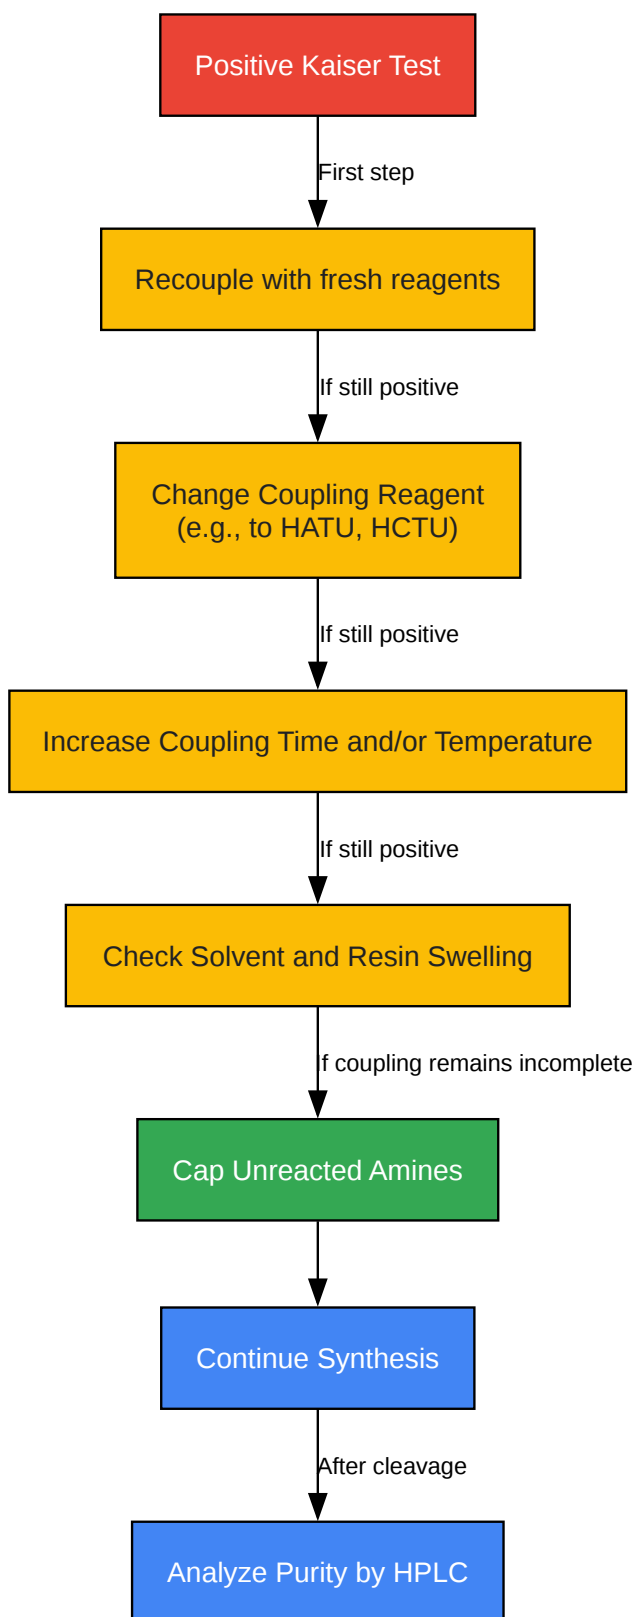 Positive Kaiser Test
First step
Recouple with fresh reagents
If still positive
Change Coupling Reagent
(e.g., to HATU, HCTU)
If still positive
Increase Coupling Time and/or Temperature
If still positive
Check Solvent and Resin Swelling
If coupling remains incomplete
Cap Unreacted Amines
Continue Synthesis
After cleavage
Analyze Purity by HPLC